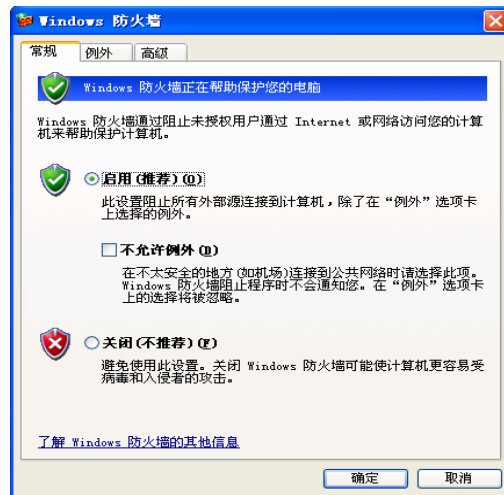 Windows 防火墙
常规 例外 高级
Windows 防火墙正在帮助保护您的电脑
Windows 防火墙通过阻止未授权用户通过 Internet 或网络访问您的计算
机来帮助保护计算机。
启用(推荐)(O)
此设置阻止所有外部源连接到计算机，除了在“例外”选项卡
上选择的例外。
不允许例外(D)
在不太安全的地方(如机场)连接到公共网络时请选择此项。
Windows 防火墙阻止程序时不会通知您。在“例外”选项卡
上的选择将被忽略。
关闭(不推荐)(F)
避免使用此设置。关闭 Windows 防火墙可能使计算机更容易受
病毒和入侵者的攻击。
了解 Windows 防火墙的其他信息
确定 取消